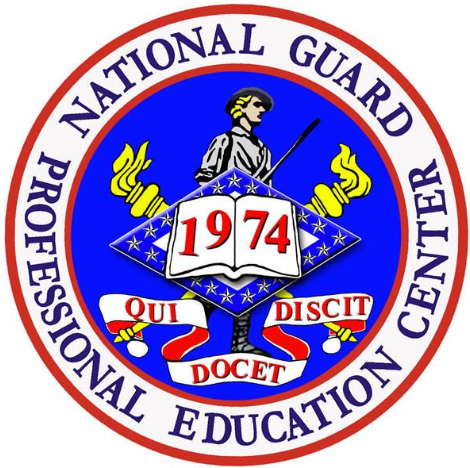 NATIONAL GUARD
PROFESSIONAL EDUCATION CENTER
1974
QUI DOCET DISCIT